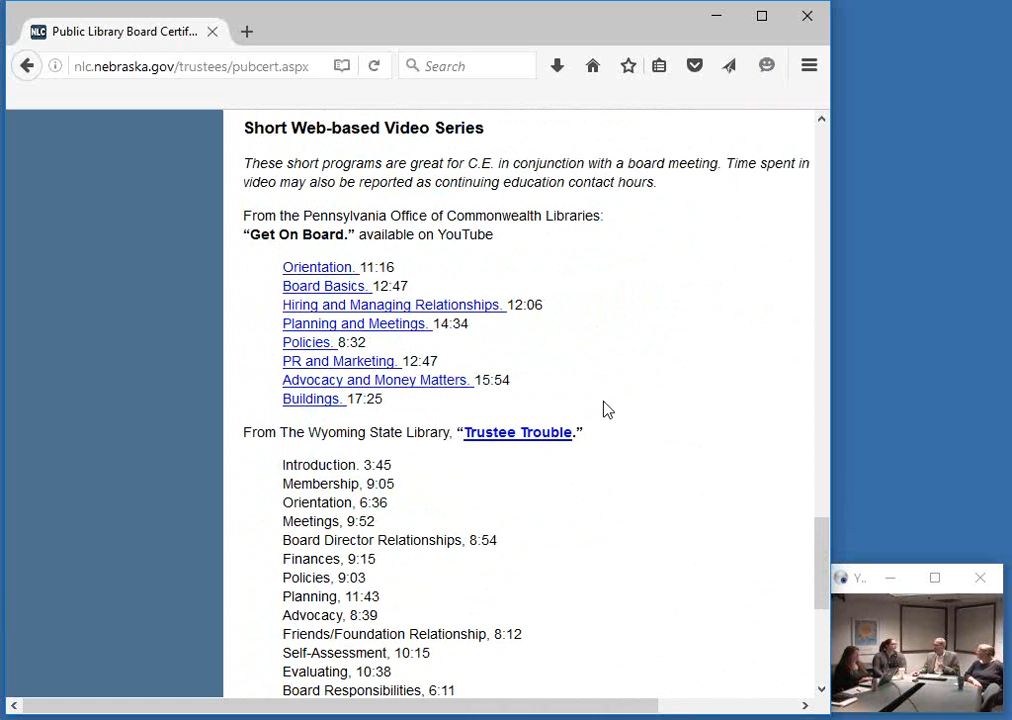 NLC Public Library Board Certif...
nlc.nebraska.gov/trustees/pubcert.aspx
Search
Short Web-based Video Series
These short programs are great for C.E. in conjunction with a board meeting. Time spent in
video may also be reported as continuing education contact hours.
From the Pennsylvania Office of Commonwealth Libraries:
“Get On Board.” available on YouTube
Orientation. 11:16
Board Basics. 12:47
Hiring and Managing Relationships. 12:06
Planning and Meetings. 14:34
Policies. 8:32
PR and Marketing. 12:47
Advocacy and Money Matters. 15:54
Buildings. 17:25
From The Wyoming State Library, “Trustee Trouble.”
Introduction. 3:45
Membership, 9:05
Orientation, 6:36
Meetings, 9:52
Board Director Relationships, 8:54
Finances, 9:15
Policies, 9:03
Planning, 11:43
Advocacy, 8:39
Friends/Foundation Relationship, 8:12
Self-Assessment, 10:15
Evaluating, 10:38
Board Responsibilities, 6:11
Y..